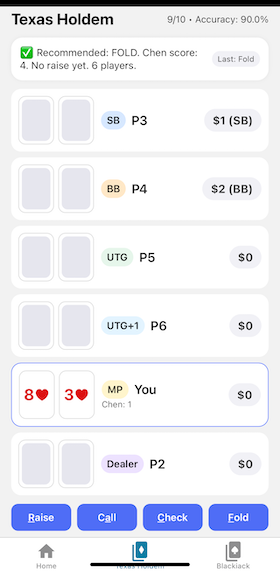 Texas Holdem
9/10 • Accuracy: 90.0%
✅ Recommended: FOLD. Chen score:
4. No raise yet. 6 players.
Last: Fold
SB P3 $1 (SB)
BB P4 $2 (BB)
UTG P5 $0
UTG+1 P6 $0
8♥ 3♥ MP You $0
Chen: 1
Dealer P2 $0
Raise Call Check Fold
Home Texas Holdem Blackjack